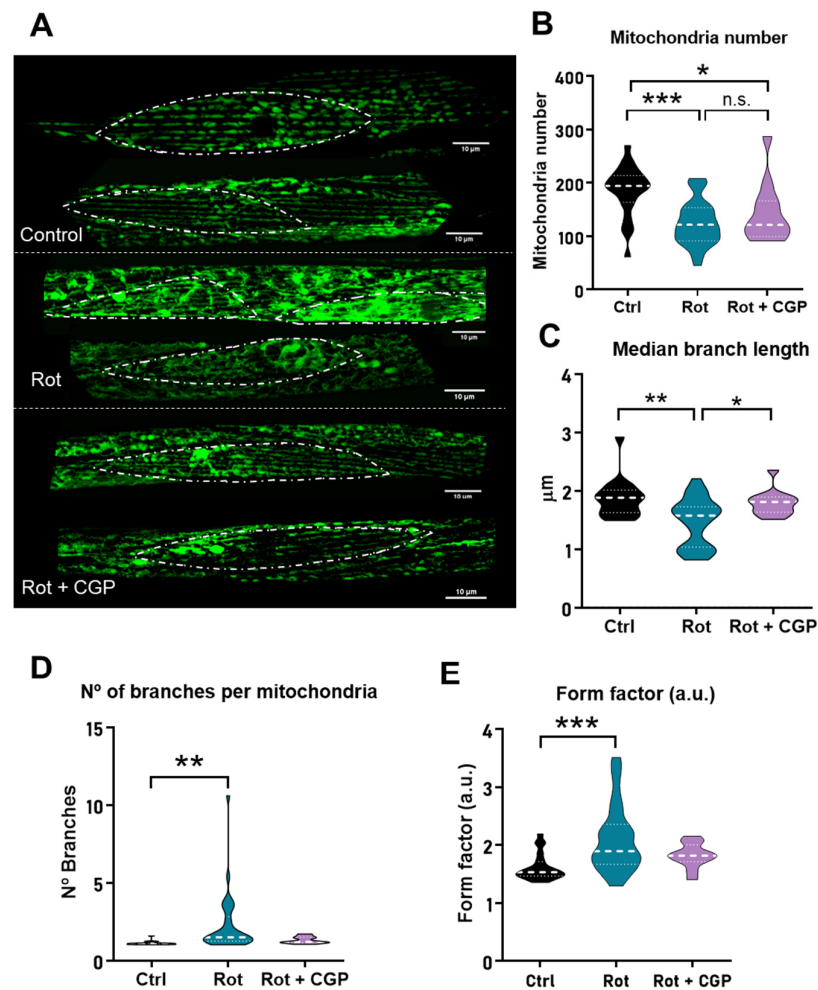 A
10 µm
10 µm
Control
10 µm
Rot
10 µm
10 µm
Rot + CGP
10 µm
B
Mitochondria number
*
***
n.s.
Mitochondria number
400
300
200
100
0
Ctrl
Rot
Rot + CGP
C
Median branch length
**
*
µm
4
3
2
1
0
Ctrl
Rot
Rot + CGP
D
Nº of branches per mitochondria
**
Nº Branches
15
10
5
0
Ctrl
Rot
Rot + CGP
E
Form factor (a.u.)
***
Form factor (a.u.)
4
3
2
1
0
Ctrl
Rot
Rot + CGP